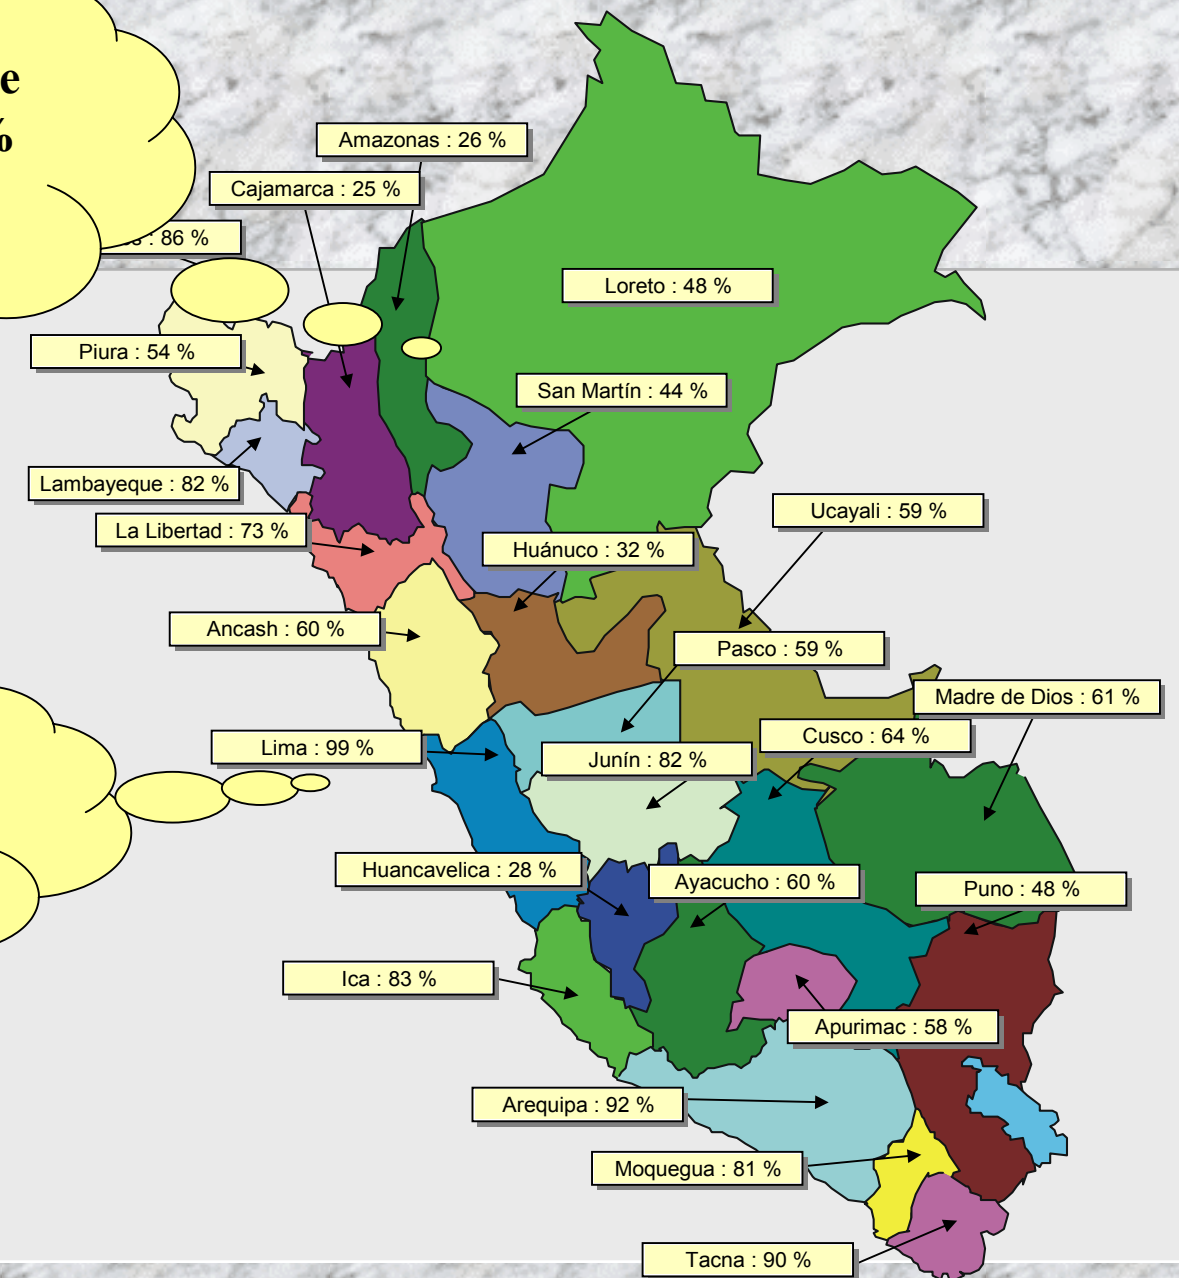 e
%
Amazonas : 26 %
Cajamarca : 25 %
: 86 %
Loreto : 48 %
Piura : 54 %
San Martín : 44 %
Lambayeque : 82 %
Ucayali : 59 %
La Libertad : 73 %
Huánuco : 32 %
Ancash : 60 %
Pasco : 59 %
Madre de Dios : 61 %
Lima : 99 %
Cusco : 64 %
Junín : 82 %
Huancavelica : 28 %
Ayacucho : 60 %
Puno : 48 %
Ica : 83 %
Apurimac : 58 %
Arequipa : 92 %
Moquegua : 81 %
Tacna : 90 %